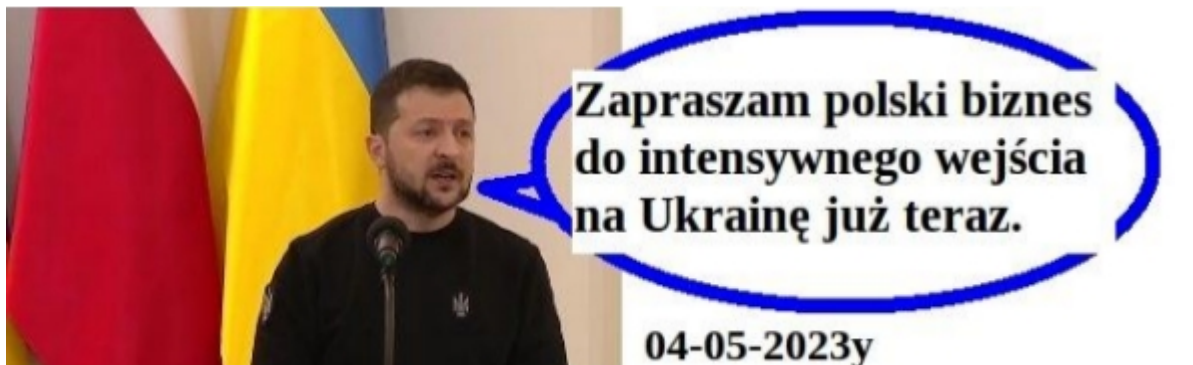 Zapraszam polski biznes
do intensywnego wejścia
na Ukrainę już teraz.
04-05-2023y